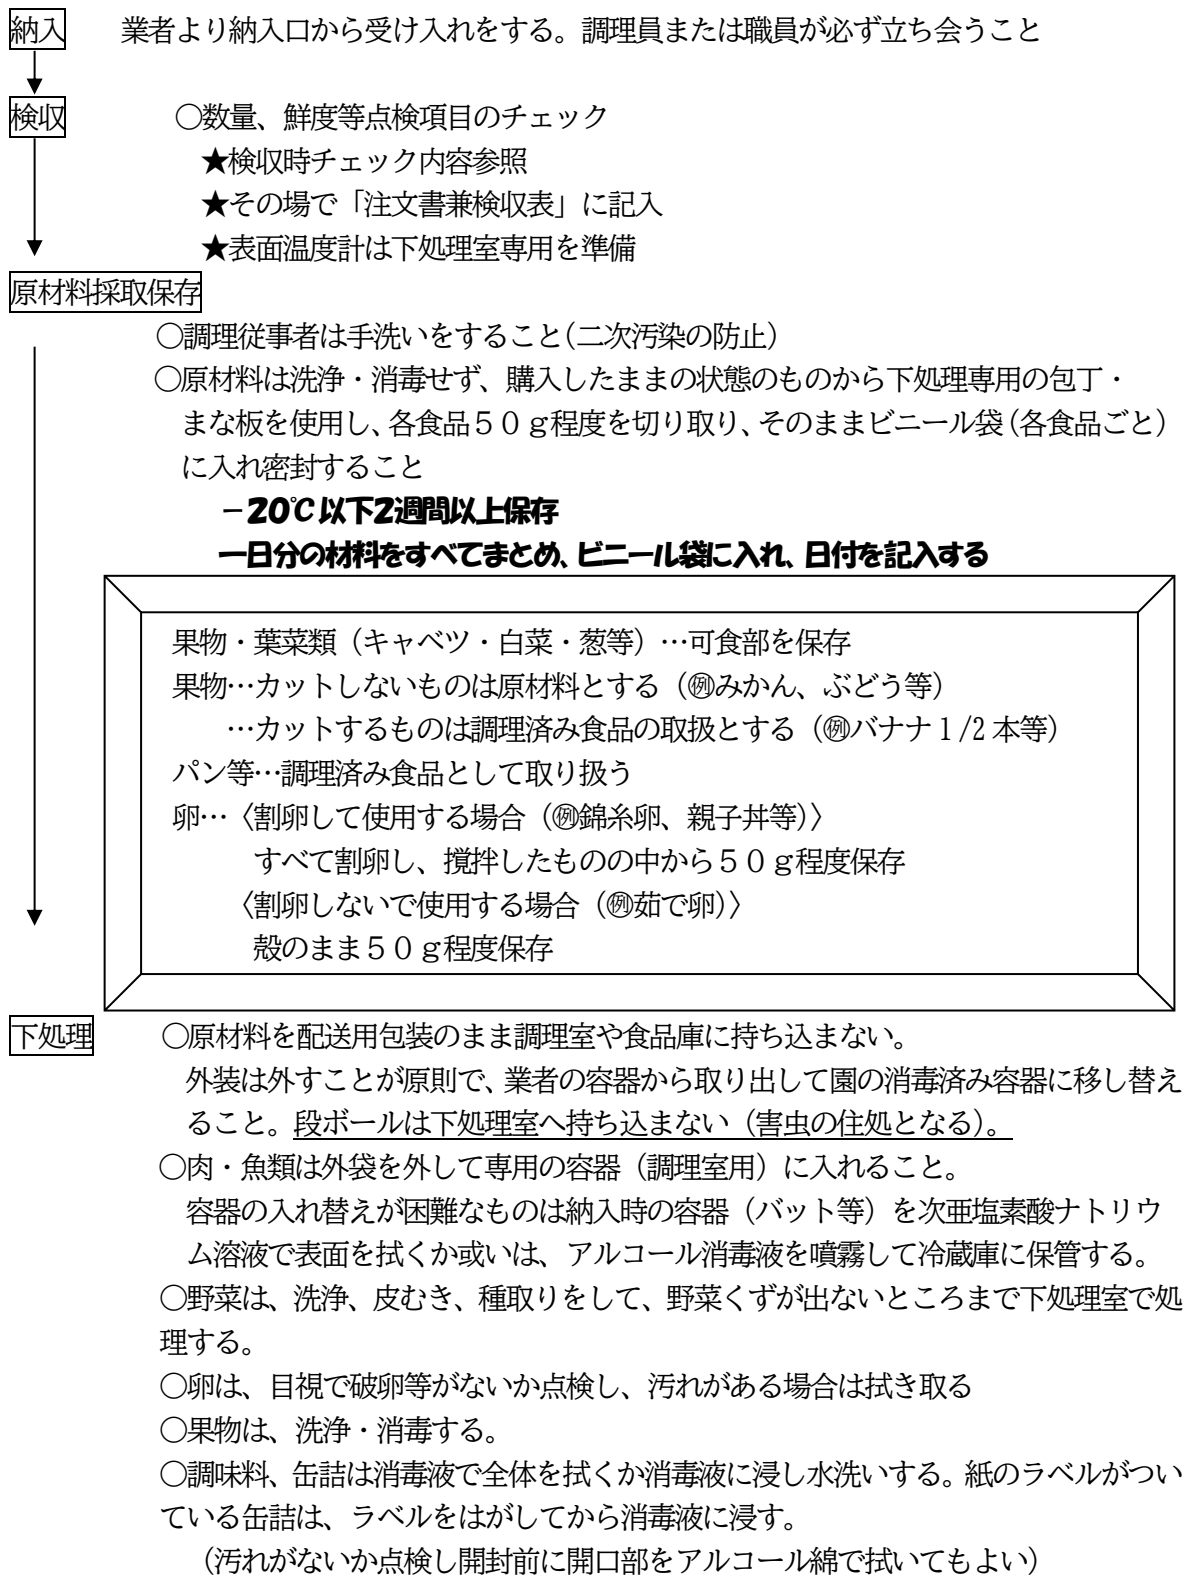 納入　業者より納入口から受け入れをする。調理員または職員が必ず立ち会うこと
検収　○数量、鮮度等点検項目のチェック
★検収時チェック内容参照
★その場で「注文書兼検収表」に記入
★表面温度計は下処理室専用を準備
原材料採取保存
○調理従事者は手洗いをすること(二次汚染の防止)
○原材料は洗浄・消毒せず、購入したままの状態のものから下処理専用の包丁・
まな板を使用し、各食品５０ｇ程度を切り取り、そのままビニール袋(各食品ごと)
に入れ密封すること
－20℃以下2週間以上保存
一日分の材料をすべてまとめ、ビニール袋に入れ、日付を記入する
果物・葉菜類（キャベツ・白菜・葱等）…可食部を保存
果物…カットしないものは原材料とする（㋹みかん、ぶどう等）
…カットするものは調理済み食品の取扱とする（例バナナ１/2 本等）
パン等…調理済み食品として取り扱う
卵…〈割卵して使用する場合（例錦糸卵、親子丼等)〉
すべて割卵し、撹拌したものの中から５０ｇ程度保存
〈割卵しないで使用する場合（例茹で卵)〉
殻のまま５０ｇ程度保存
下処理　○原材料を配送用包装のまま調理室や食品庫に持ち込まない。
外装は外すことが原則で、業者の容器から取り出して園の消毒済み容器に移し替え
ること。段ボールは下処理室へ持ち込まない（害虫の住処となる）。
○肉・魚類は外袋を外して専用の容器（調理室用）に入れること。
容器の入れ替えが困難なものは納入時の容器（バット等）を次亜塩素酸ナトリウ
ム溶液で表面を拭くか或いは、アルコール消毒液を噴霧して冷蔵庫に保管する。
○野菜は、洗浄、皮むき、種取りをして、野菜くずが出ないところまで下処理室で処
理する。
○卵は、目視で破卵等がないか点検し、汚れがある場合は拭き取る
○果物は、洗浄・消毒する。
○調味料、缶詰は消毒液で全体を拭くか消毒液に浸し水洗いする。紙のラベルがつい
ている缶詰は、ラベルをはがしてから消毒液に浸す。
（汚れがないか点検し開封前に開口部をアルコール綿で拭いてもよい）